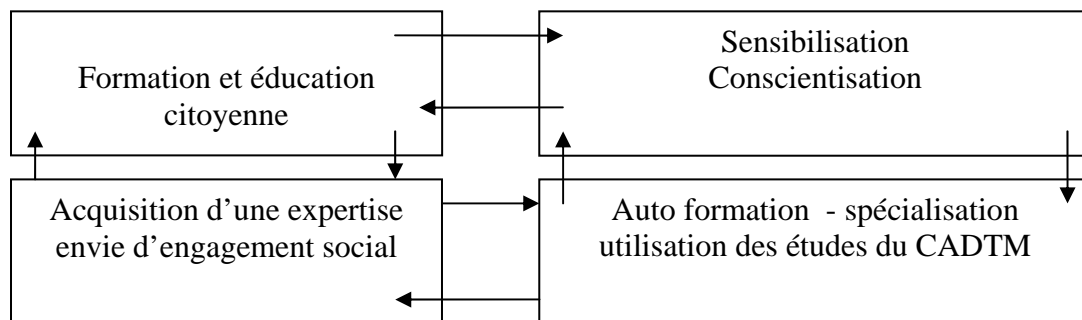 Formation et éducation
citoyenne
Sensibilisation
Conscientisation
Acquisition d’une expertise
envie d’engagement social
Auto formation - spécialisation
utilisation des études du CADTM